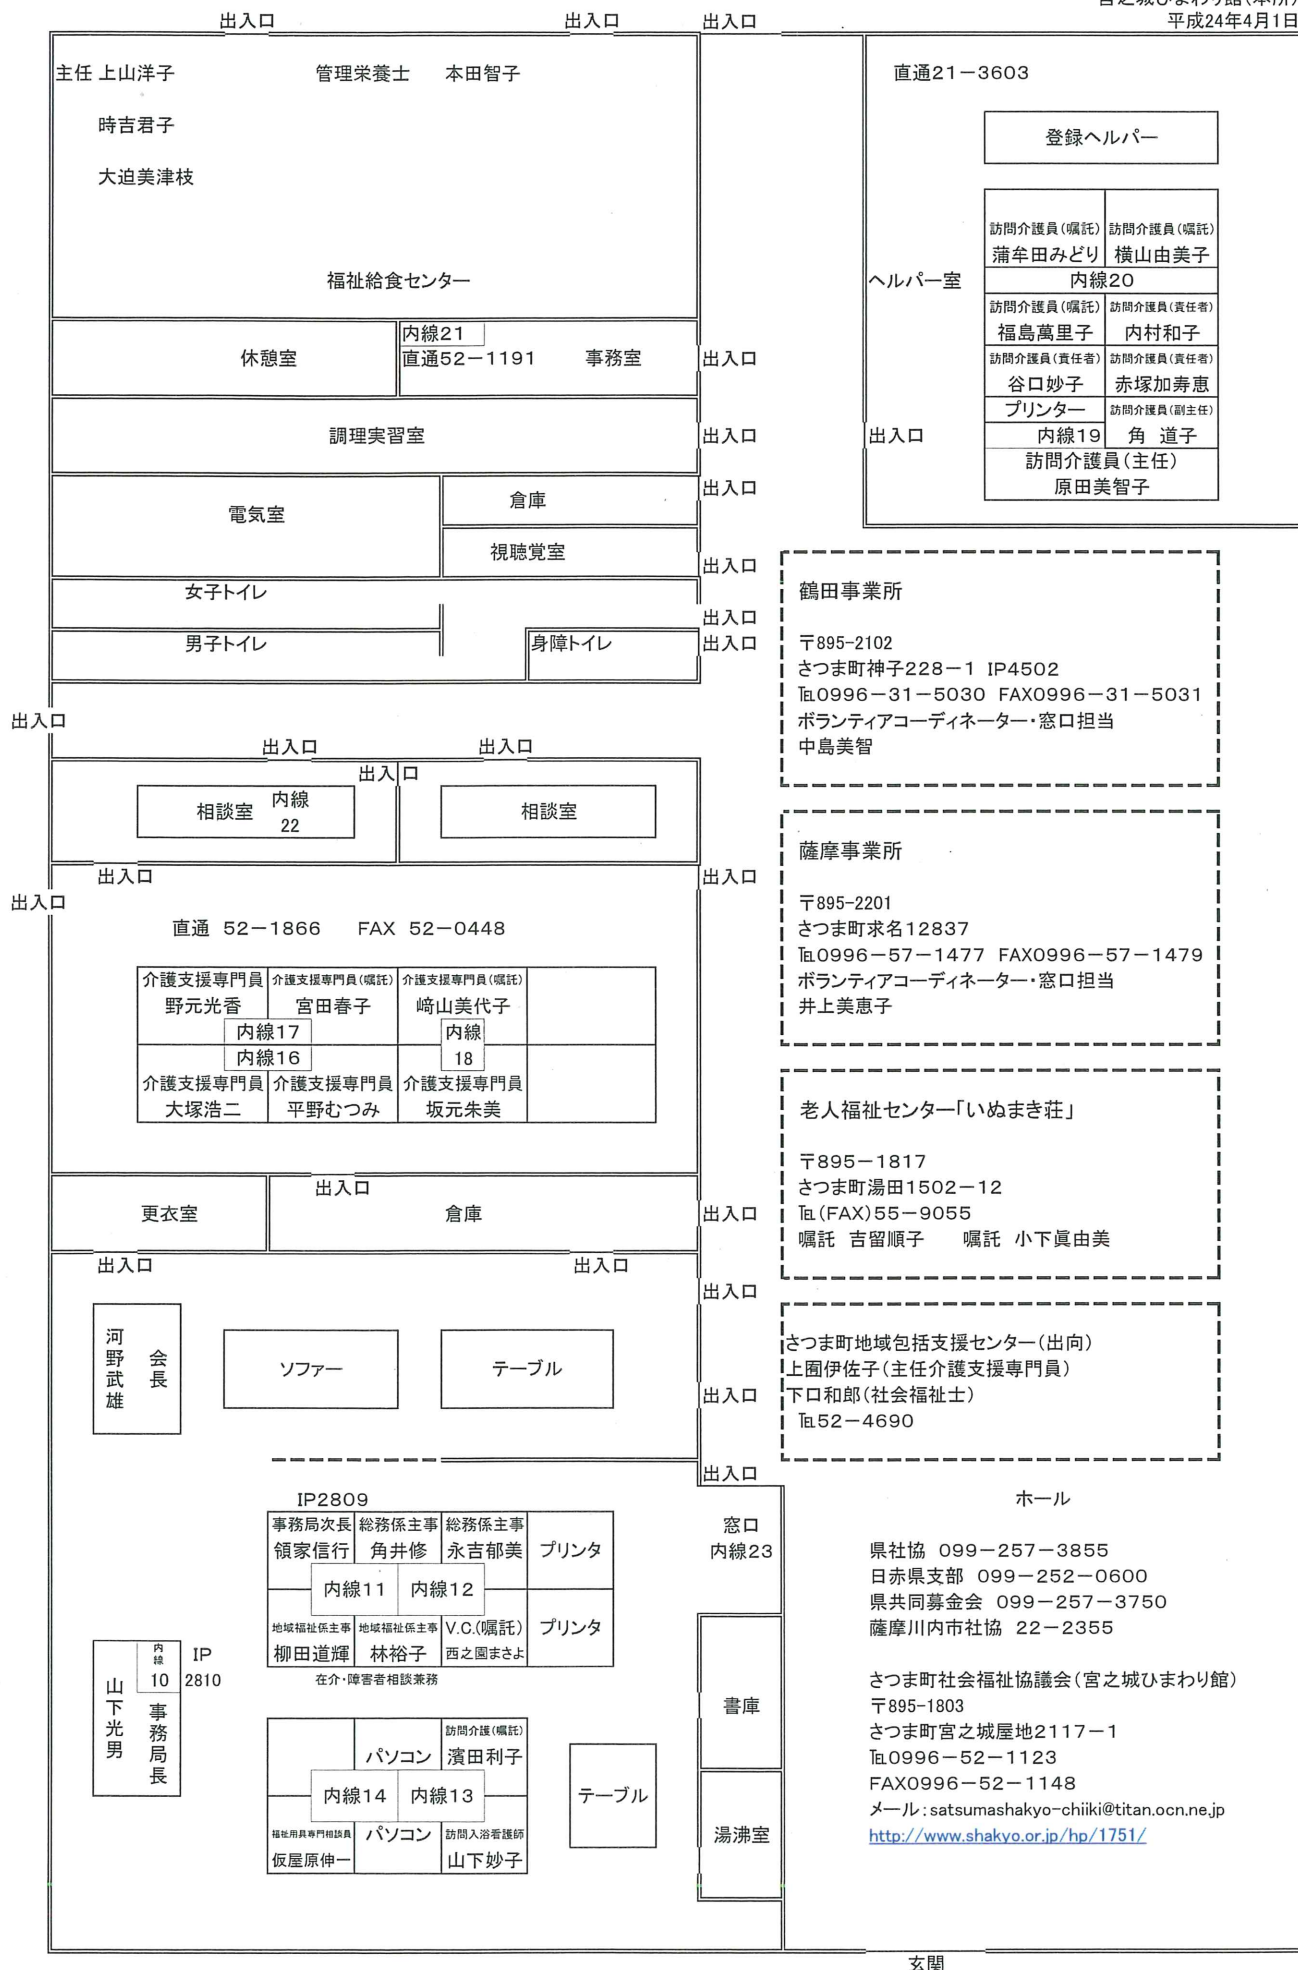 平成24年4月1日
出入口
出入口
出入口
主任 上山洋子
管理栄養士 本田智子
時吉君子
大迫美津枝
福祉給食センター
直通21-3603
登録ヘルパー
訪問介護員(嘱託) 訪問介護員(嘱託)
蒲牟田みどり 横山由美子
内線20
ヘルパー室
訪問介護員(嘱託) 訪問介護員(責任者)
福島萬里子 内村和子
訪問介護員(責任者) 訪問介護員(責任者)
谷口妙子 赤塚加寿恵
プリンター 訪問介護員(副主任)
内線19 角 道子
出入口
訪問介護員(主任)
原田美智子
休憩室
内線21
直通52-1191 事務室
出入口
調理実習室
出入口
電気室
倉庫
出入口
視聴覚室
出入口
女子トイレ
出入口
男子トイレ
身障トイレ
出入口
出入口
出入口
出入口
出入口
相談室 内線
22
相談室
出入口
出入口
出入口
直通 52-1866 FAX 52-0448
介護支援専門員 介護支援専門員(嘱託) 介護支援専門員(嘱託)
野元光香 宮田春子 﨑山美代子
内線17 内線
内線16 18
介護支援専門員 介護支援専門員 介護支援専門員
大塚浩二 平野むつみ 坂元朱美
出入口
更衣室
倉庫
出入口
出入口
出入口
出入口
河野武雄
会長
ソファー
テーブル
出入口
出入口
IP2809
事務局次長 総務係主事 総務係主事
領家信行 角井修 永吉郁美 プリンタ
内線11 内線12
地域福祉係主事 地域福祉係主事 V.C.(嘱託) プリンタ
柳田道輝 林裕子 西之園まさよ
在介・障害者相談兼務
窓口
内線23
内線
10
IP
2810
山下光男
事務局長
訪問介護(嘱託)
パソコン 濱田利子
内線14 内線13
福祉用具専門相談員 パソコン 訪問入浴看護師
仮屋原伸一 山下妙子
テーブル
書庫
湯沸室
鶴田事業所
〒895-2102
さつま町神子228-1 IP4502
℡0996-31-5030 FAX0996-31-5031
ボランティアコーディネーター・窓口担当
中島美智
薩摩事業所
〒895-2201
さつま町求名12837
℡0996-57-1477 FAX0996-57-1479
ボランティアコーディネーター・窓口担当
井上美恵子
老人福祉センター「いぬまき荘」
〒895-1817
さつま町湯田1502-12
℡(FAX)55-9055
嘱託 吉留順子 嘱託 小下眞由美
さつま町地域包括支援センター(出向)
上囿伊佐子(主任介護支援専門員)
下口和郎(社会福祉士)
℡52-4690
ホール
県社協 099-257-3855
日赤県支部 099-252-0600
県共同募金会 099-257-3750
薩摩川内市社協 22-2355
さつま町社会福祉協議会(宮之城ひまわり館)
〒895-1803
さつま町宮之城屋地2117-1
℡0996-52-1123
FAX0996-52-1148
メール:satsumashakyo-chiiki@titan.ocn.ne.jp
http://www.shakyo.or.jp/hp/1751/
玄関